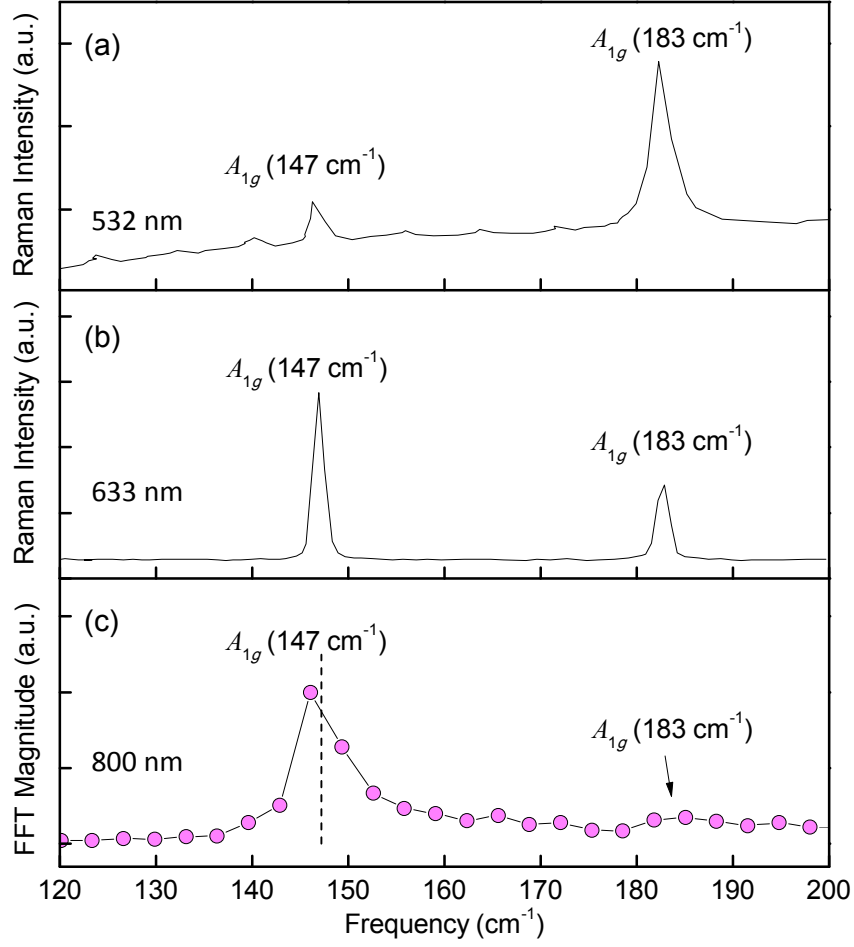 (a)
A1g (183 cm-1)
A1g (147 cm-1)
532 nm
Raman Intensity (a.u.)
(b)
A1g (147 cm-1)
A1g (183 cm-1)
633 nm
Raman Intensity (a.u.)
(c)
A1g (147 cm-1)
A1g (183 cm-1)
800 nm
FFT Magnitude (a.u.)
120 130 140 150 160 170 180 190 200
Frequency (cm-1)